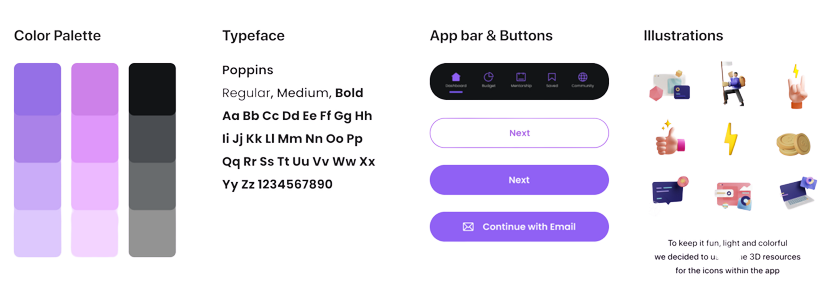 Color Palette
Typeface
Poppins
Regular, Medium, Bold
Aa Bb Cc Dd Ee Ff Gg Hh
Ii Jj Kk Ll Mm Nn Oo Pp
Qq Rr Ss Tt Uu Vv Ww Xx
Yy Zz 1234567890
App bar & Buttons
Dashboard Budget Mentorship Saved Community
Next
Next
Continue with Email
Illustrations
To keep it fun, light and colorful
we decided to 3D resources
for the icons within the app